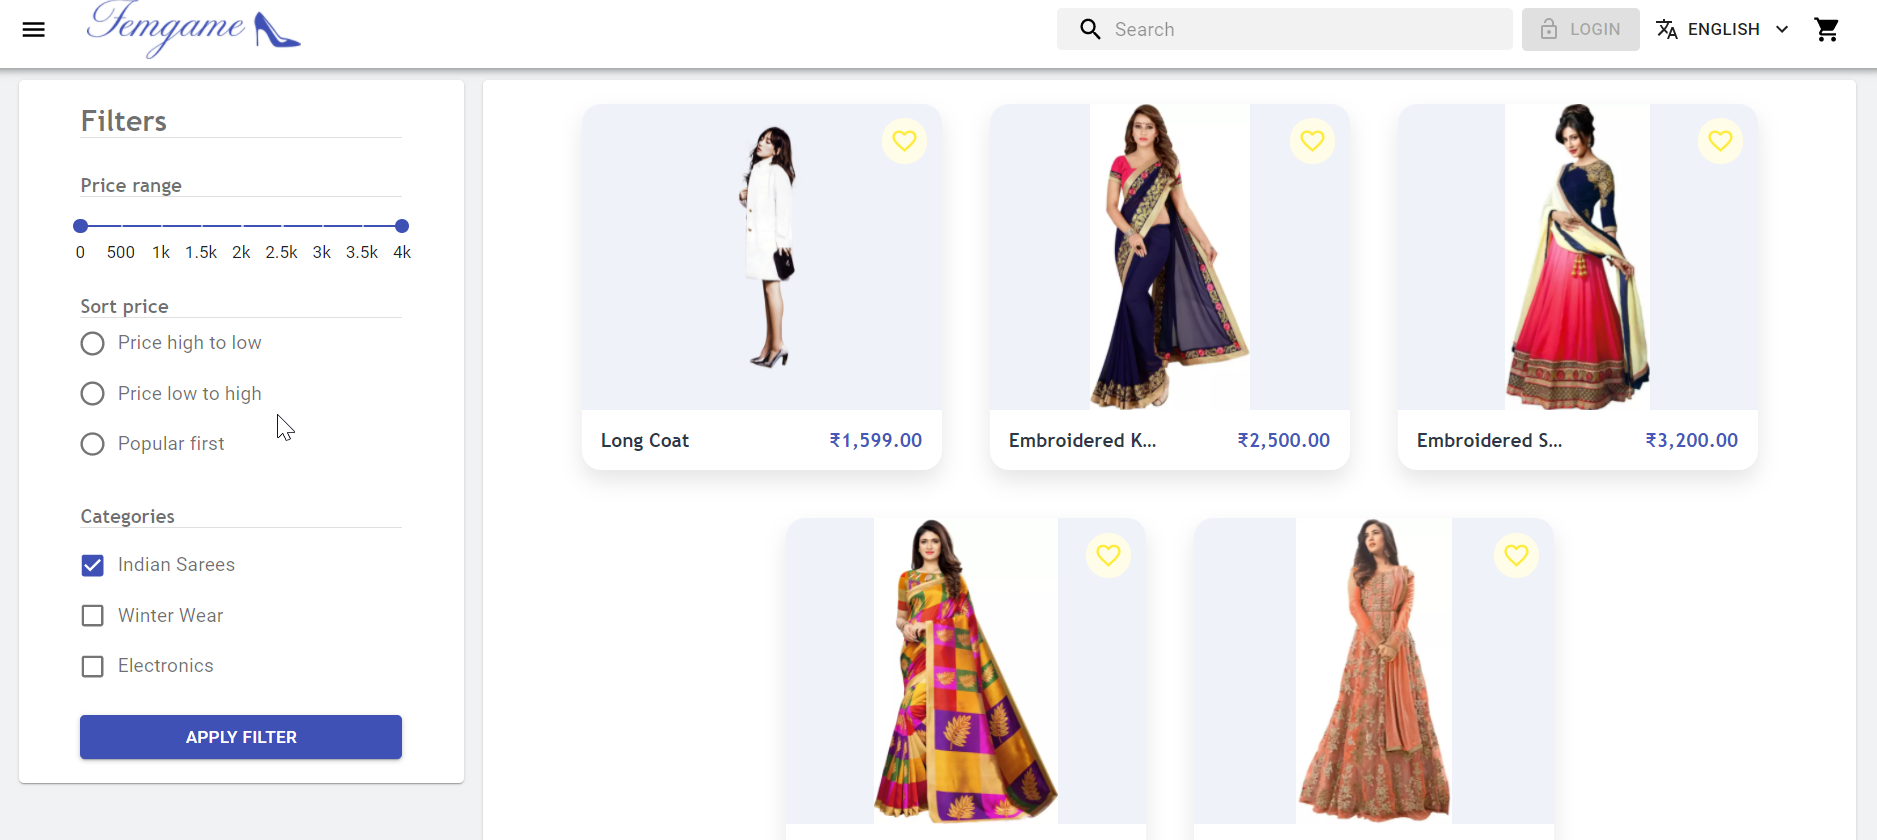 Femgame
Search
LOGIN
ENGLISH
Filters
Price range
0 500 1k 1.5k 2k 2.5k 3k 3.5k 4k
Sort price
Price high to low
Price low to high
Popular first
Categories
Indian Sarees
Winter Wear
Electronics
APPLY FILTER
Long Coat ₹1,599.00
Embroidered K... ₹2,500.00
Embroidered S... ₹3,200.00